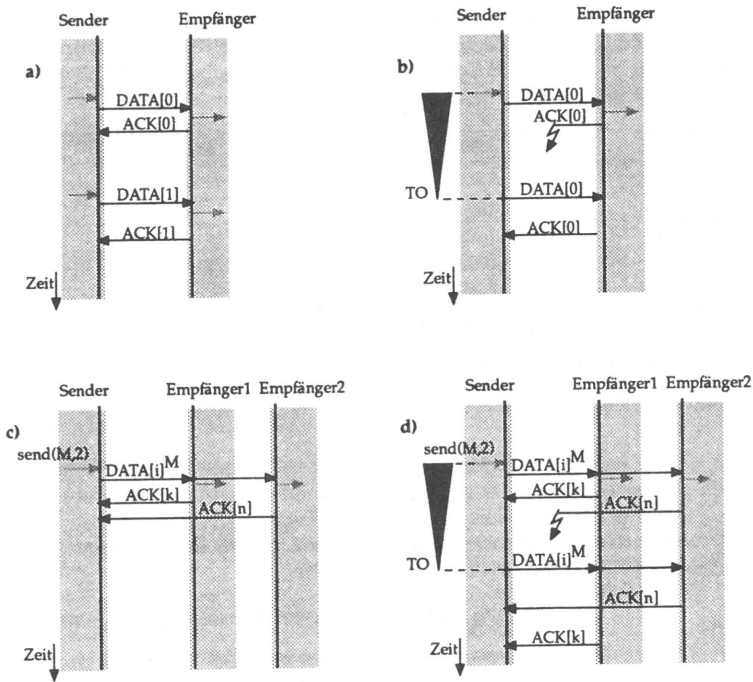 Sender Empfänger
a)
DATA[0]
ACK[0]
DATA[1]
ACK[1]
Zeit
Sender Empfänger
b)
DATA[0]
ACK[0]
TO
DATA[0]
ACK[0]
Zeit
Sender Empfänger1 Empfänger2
c)
send(M,2)
DATA[i]M
ACK[k]
ACK[n]
Zeit
Sender Empfänger1 Empfänger2
d)
send(M,2)
DATA[i]M
ACK[k]
ACK[n]
TO
DATA[i]M
ACK[n]
ACK[k]
Zeit